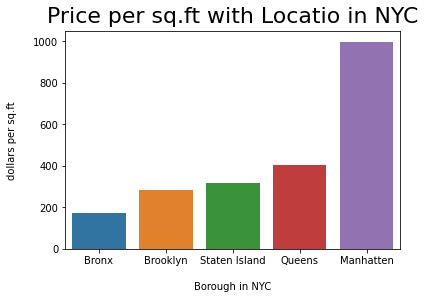 Price per sq.ft with Locatio in NYC
dollars per sq.ft
1000
800
600
400
200
0
Bronx Brooklyn Staten Island Queens Manhatten
Borough in NYC